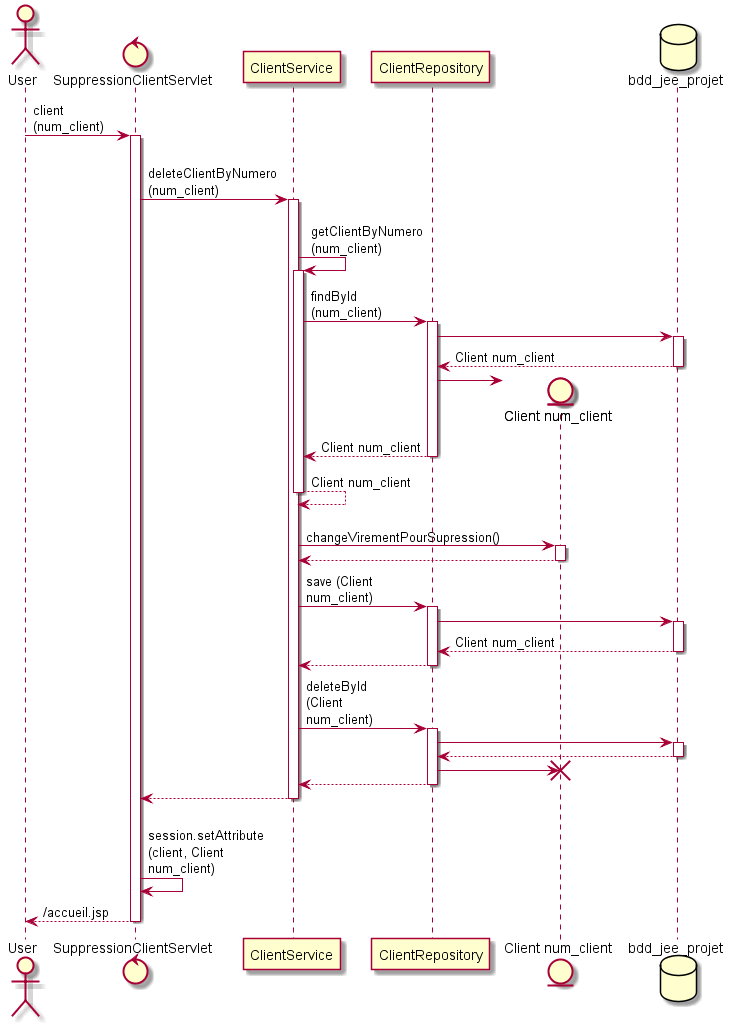 User
SuppressionClientServlet
ClientService
ClientRepository
bdd_jee_projet
client
(num_client)
deleteClientByNumero
(num_client)
getClientByNumero
(num_client)
findById
(num_client)
Client num_client
Client num_client
Client num_client
Client num_client
changeVirementPourSupression()
save (Client
num_client)
Client num_client
deleteById
(Client
num_client)
session.setAttribute
(client, Client
num_client)
/accueil.jsp
User
SuppressionClientServlet
ClientService
ClientRepository
Client num_client
bdd_jee_projet